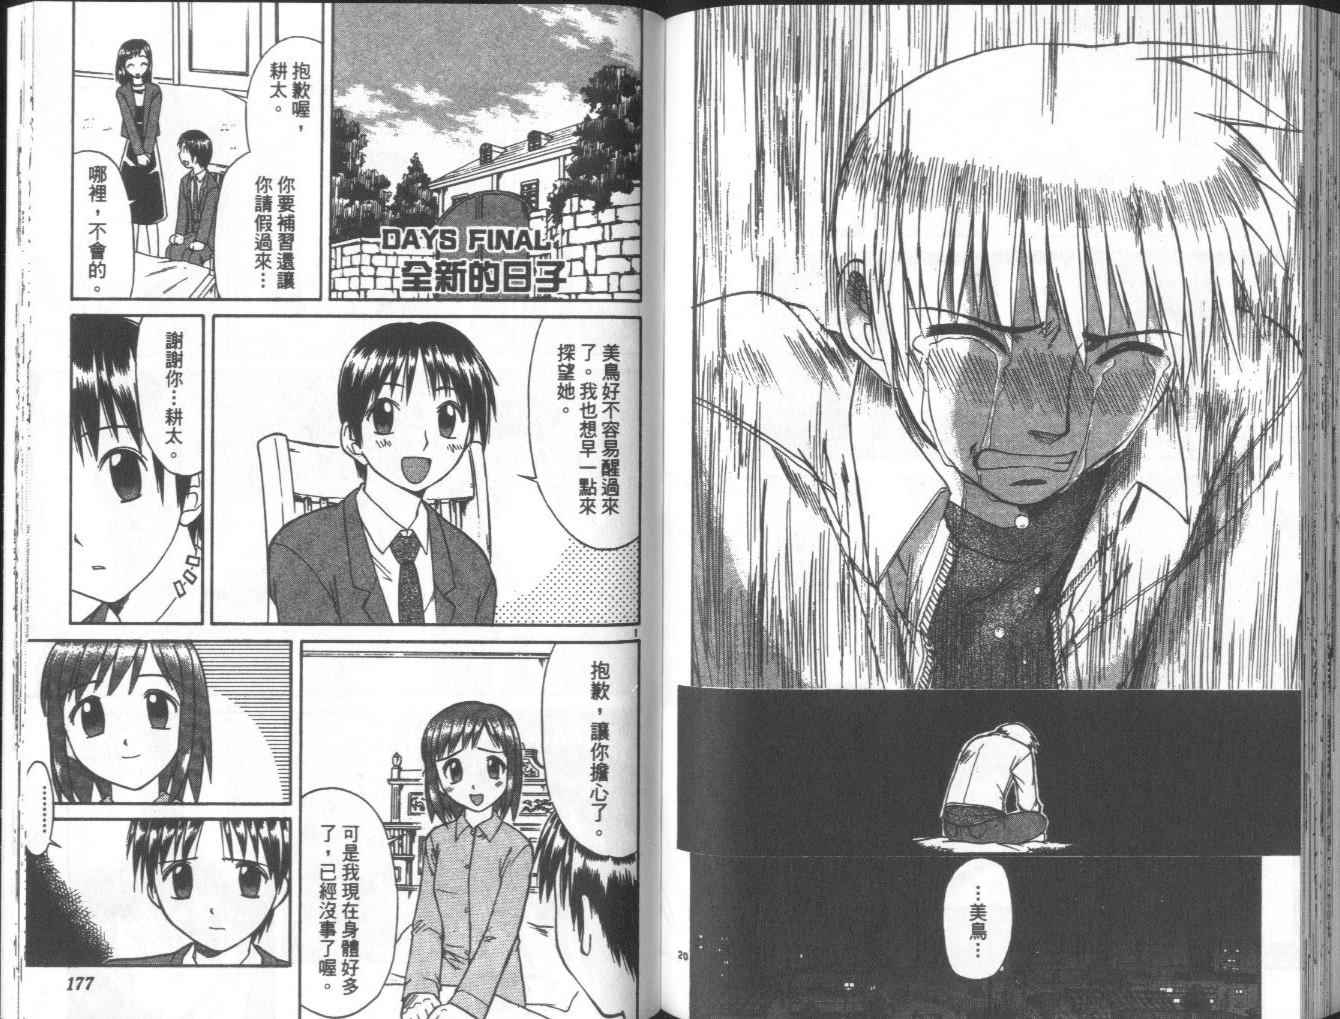 …美鳥…
20
DAYS FINAL
全新的日子
抱歉喔，
耕太。
你要補習還讓
你請假過來…
哪裡，不會的。
美鳥好不容易醒過來
了。我也想早一點來
探望她。
謝謝你…耕太。
1
抱歉，讓你擔心了。
可是我現在身體好多
了，已經沒事了喔。
………
177